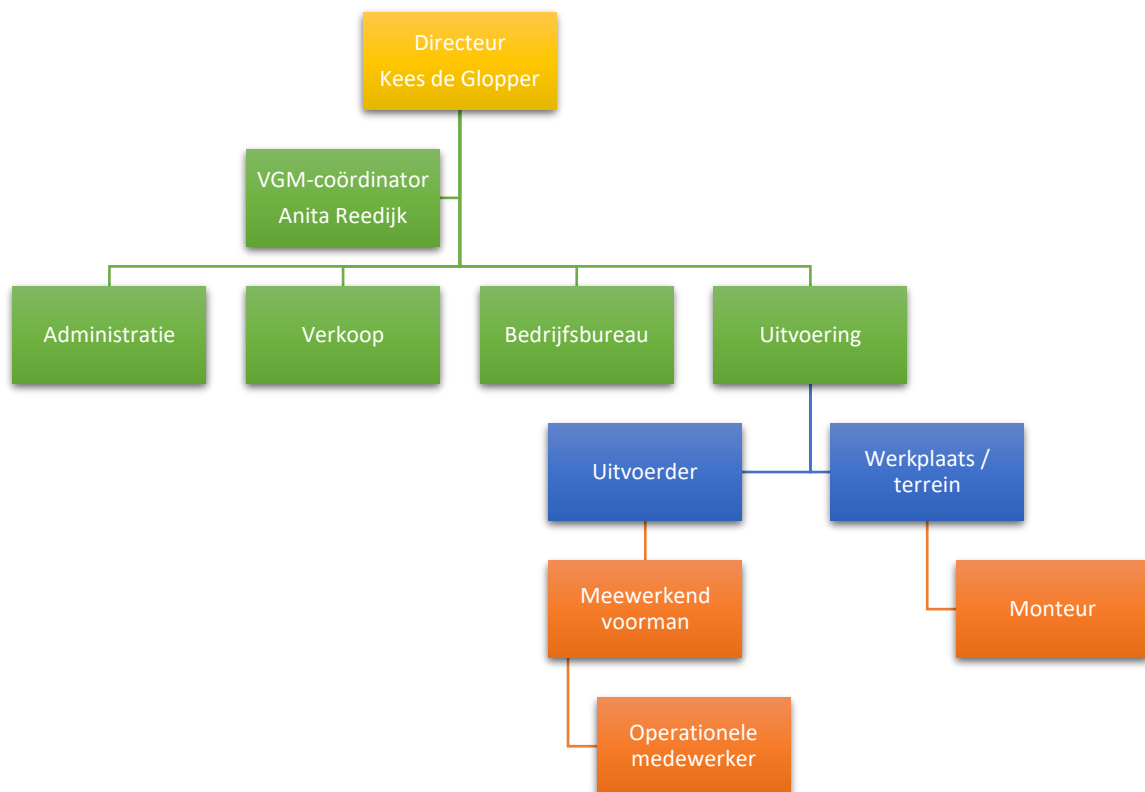 Directeur
Kees de Glopper
VGM-coördinator
Anita Reedijk
Administratie
Verkoop
Bedrijfsbureau
Uitvoering
Uitvoerder
Werkplaats /
terrein
Meewerkend
voorman
Monteur
Operationele
medewerker